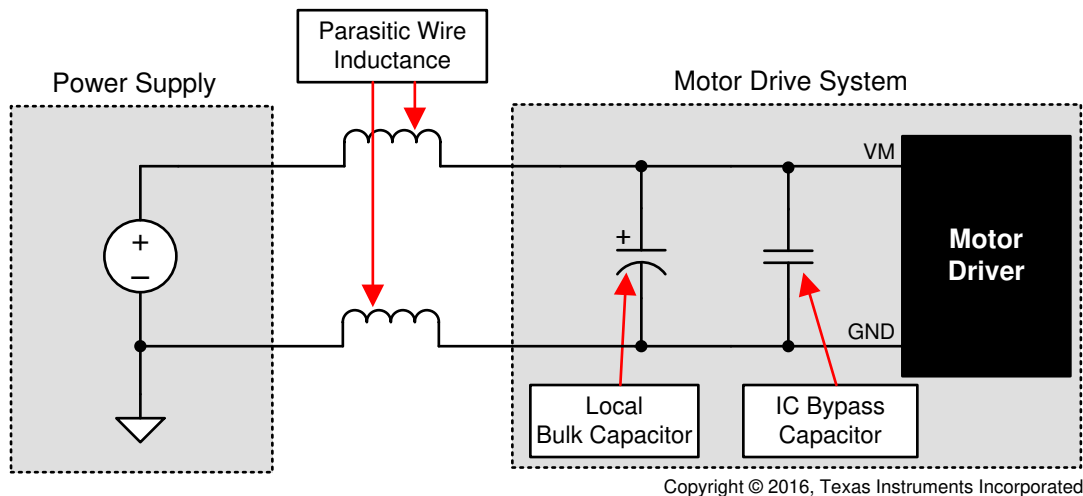 Parasitic Wire
Inductance
Power Supply
Motor Drive System
VM
+
–
+
Motor
Driver
GND
Local
Bulk Capacitor
IC Bypass
Capacitor
Copyright © 2016, Texas Instruments Incorporated